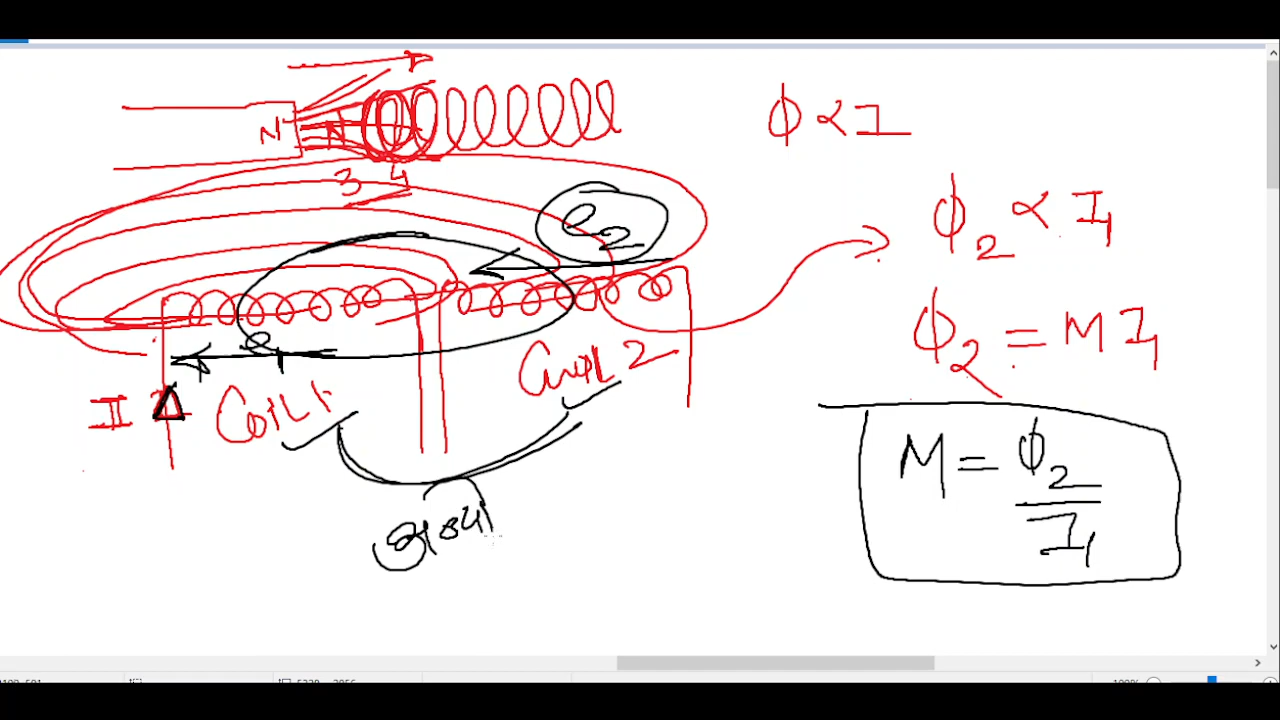 N N
3 4
φ ∝ I
e2
φ2 ∝ I1
e1
φ2 = M I1
Coil 1
Coil 2
M = φ2 / I1